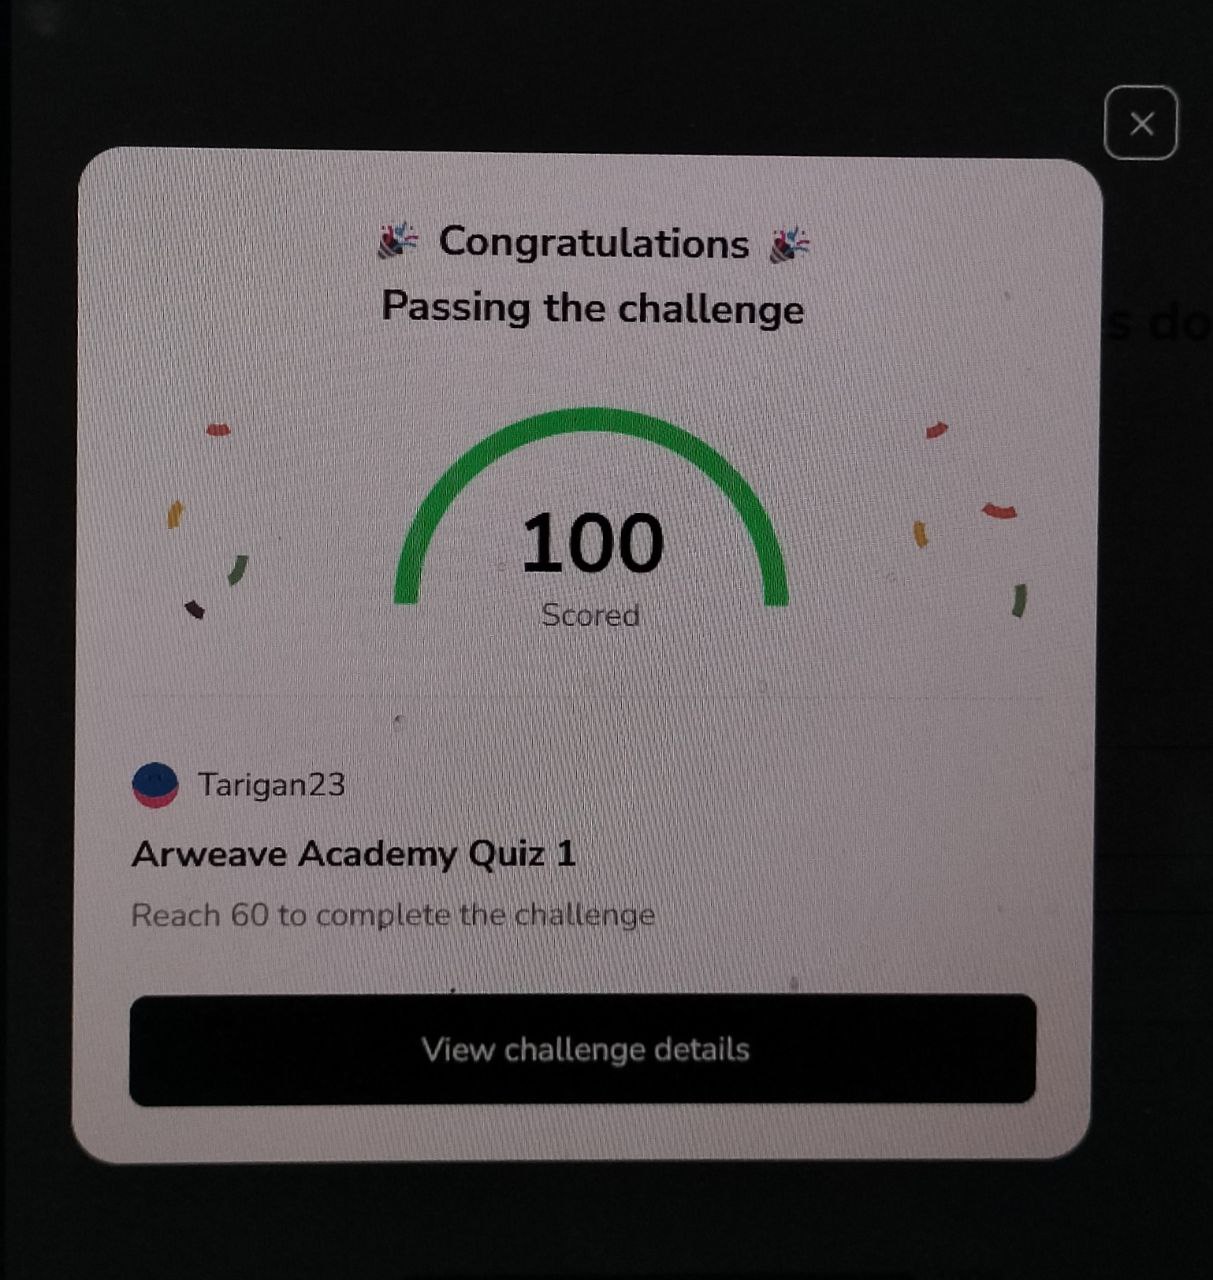 🎉 Congratulations 🎉
Passing the challenge
s do
100
Scored
Tarigan23
Arweave Academy Quiz 1
Reach 60 to complete the challenge
View challenge details